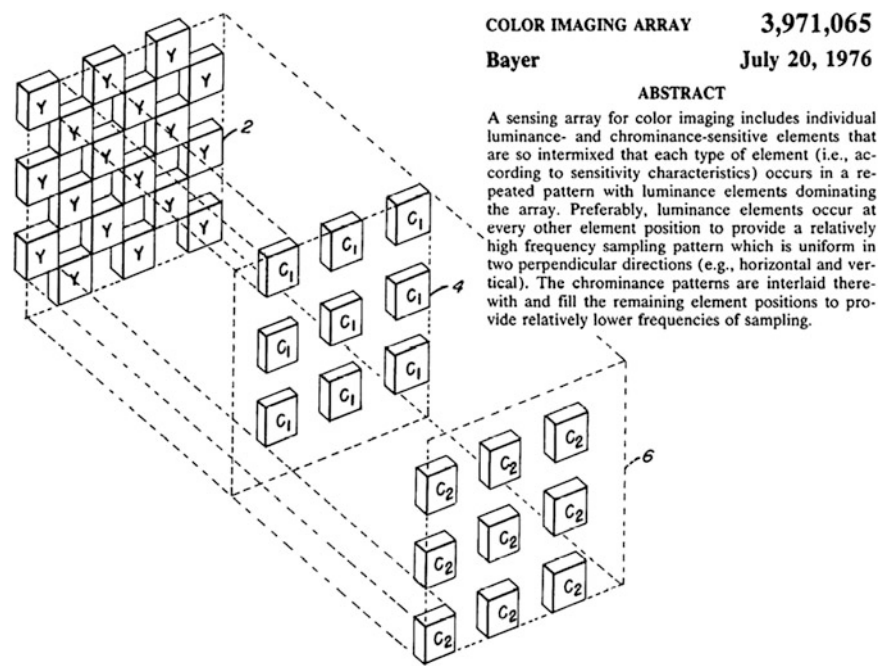 COLOR IMAGING ARRAY 3,971,065
Bayer July 20, 1976
ABSTRACT
A sensing array for color imaging includes individual
luminance- and chrominance-sensitive elements that
are so intermixed that each type of element (i.e., ac-
cording to sensitivity characteristics) occurs in a re-
peated pattern with luminance elements dominating
the array. Preferably, luminance elements occur at
every other element position to provide a relatively
high frequency sampling pattern which is uniform in
two perpendicular directions (e.g., horizontal and ver-
tical). The chrominance patterns are interlaid there-
with and fill the remaining element positions to pro-
vide relatively lower frequencies of sampling.
Y Y Y
Y Y Y
Y Y Y
Y Y Y
Y Y Y
Y Y Y
2
C₁ C₁ C₁
C₁ C₁ C₁
C₁ C₁ C₁
4
C₂ C₂ C₂
C₂ C₂ C₂
C₂ C₂ C₂
6